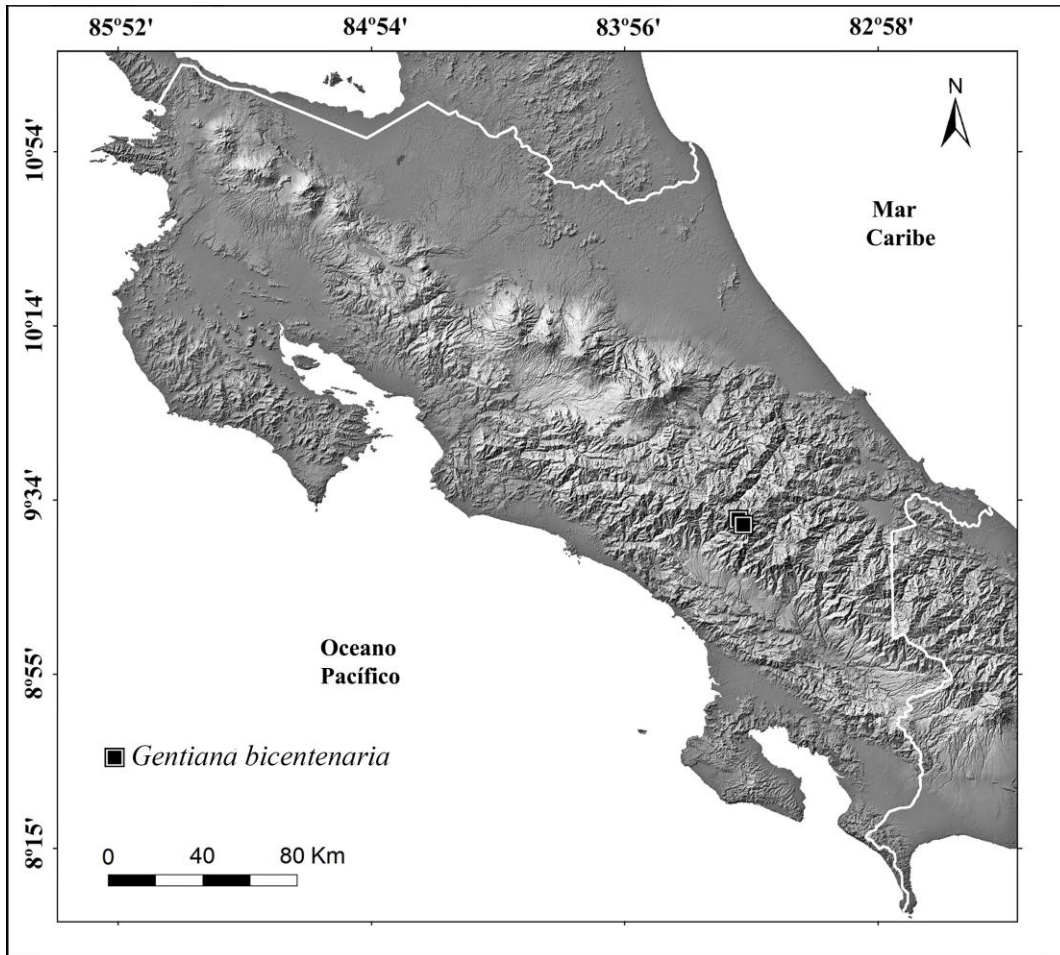 85º52' 84º54' 83º56' 82º58'
N
10º54'
Mar
Caribe
10º14'
9º34'
Oceano
Pacífico
8º55'
Gentiana bicentenaria
8º15'
0 40 80 Km